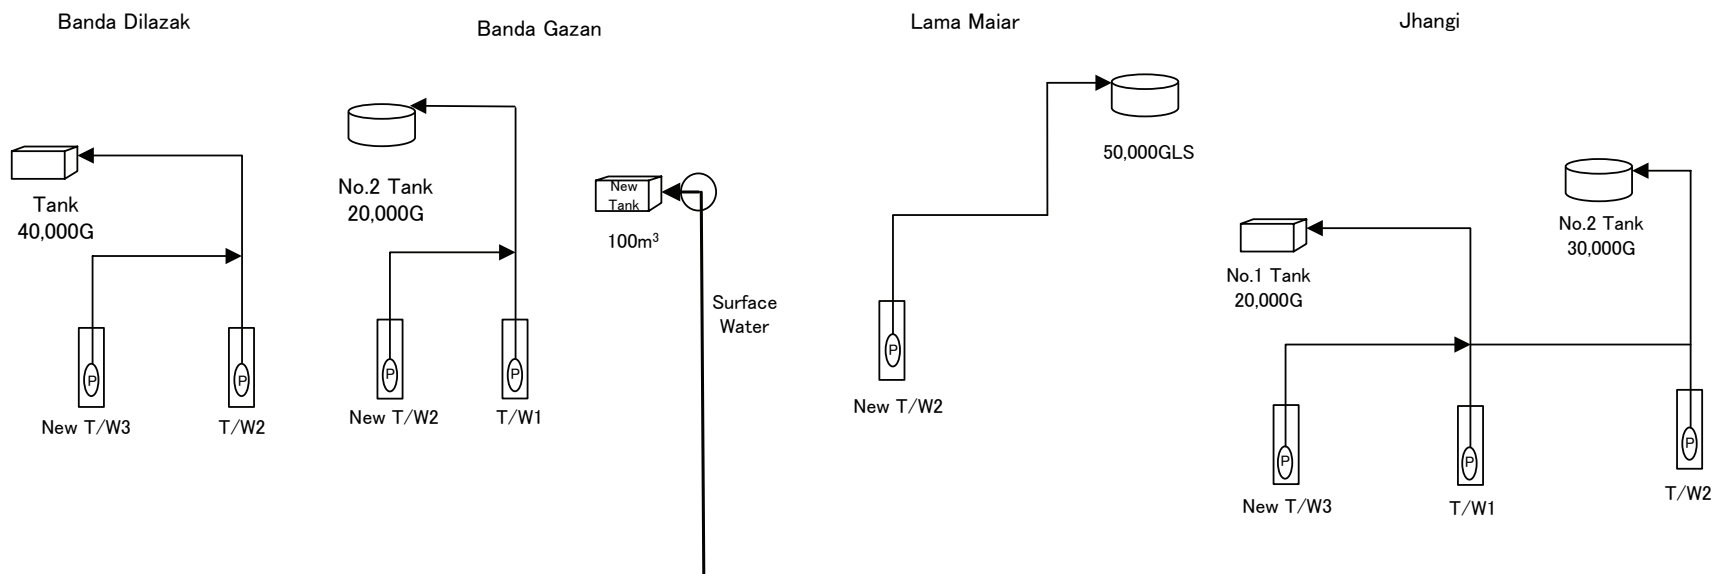 Banda Dilazak
Tank
40,000G
P
P
New T/W3
T/W2
Banda Gazan
No.2 Tank
20,000G
New
Tank
100m³
Surface
Water
P
P
New T/W2
T/W1
Lama Maiar
50,000GLS
P
New T/W2
Jhangi
No.2 Tank
30,000G
No.1 Tank
20,000G
P
P
P
New T/W3
T/W1
T/W2